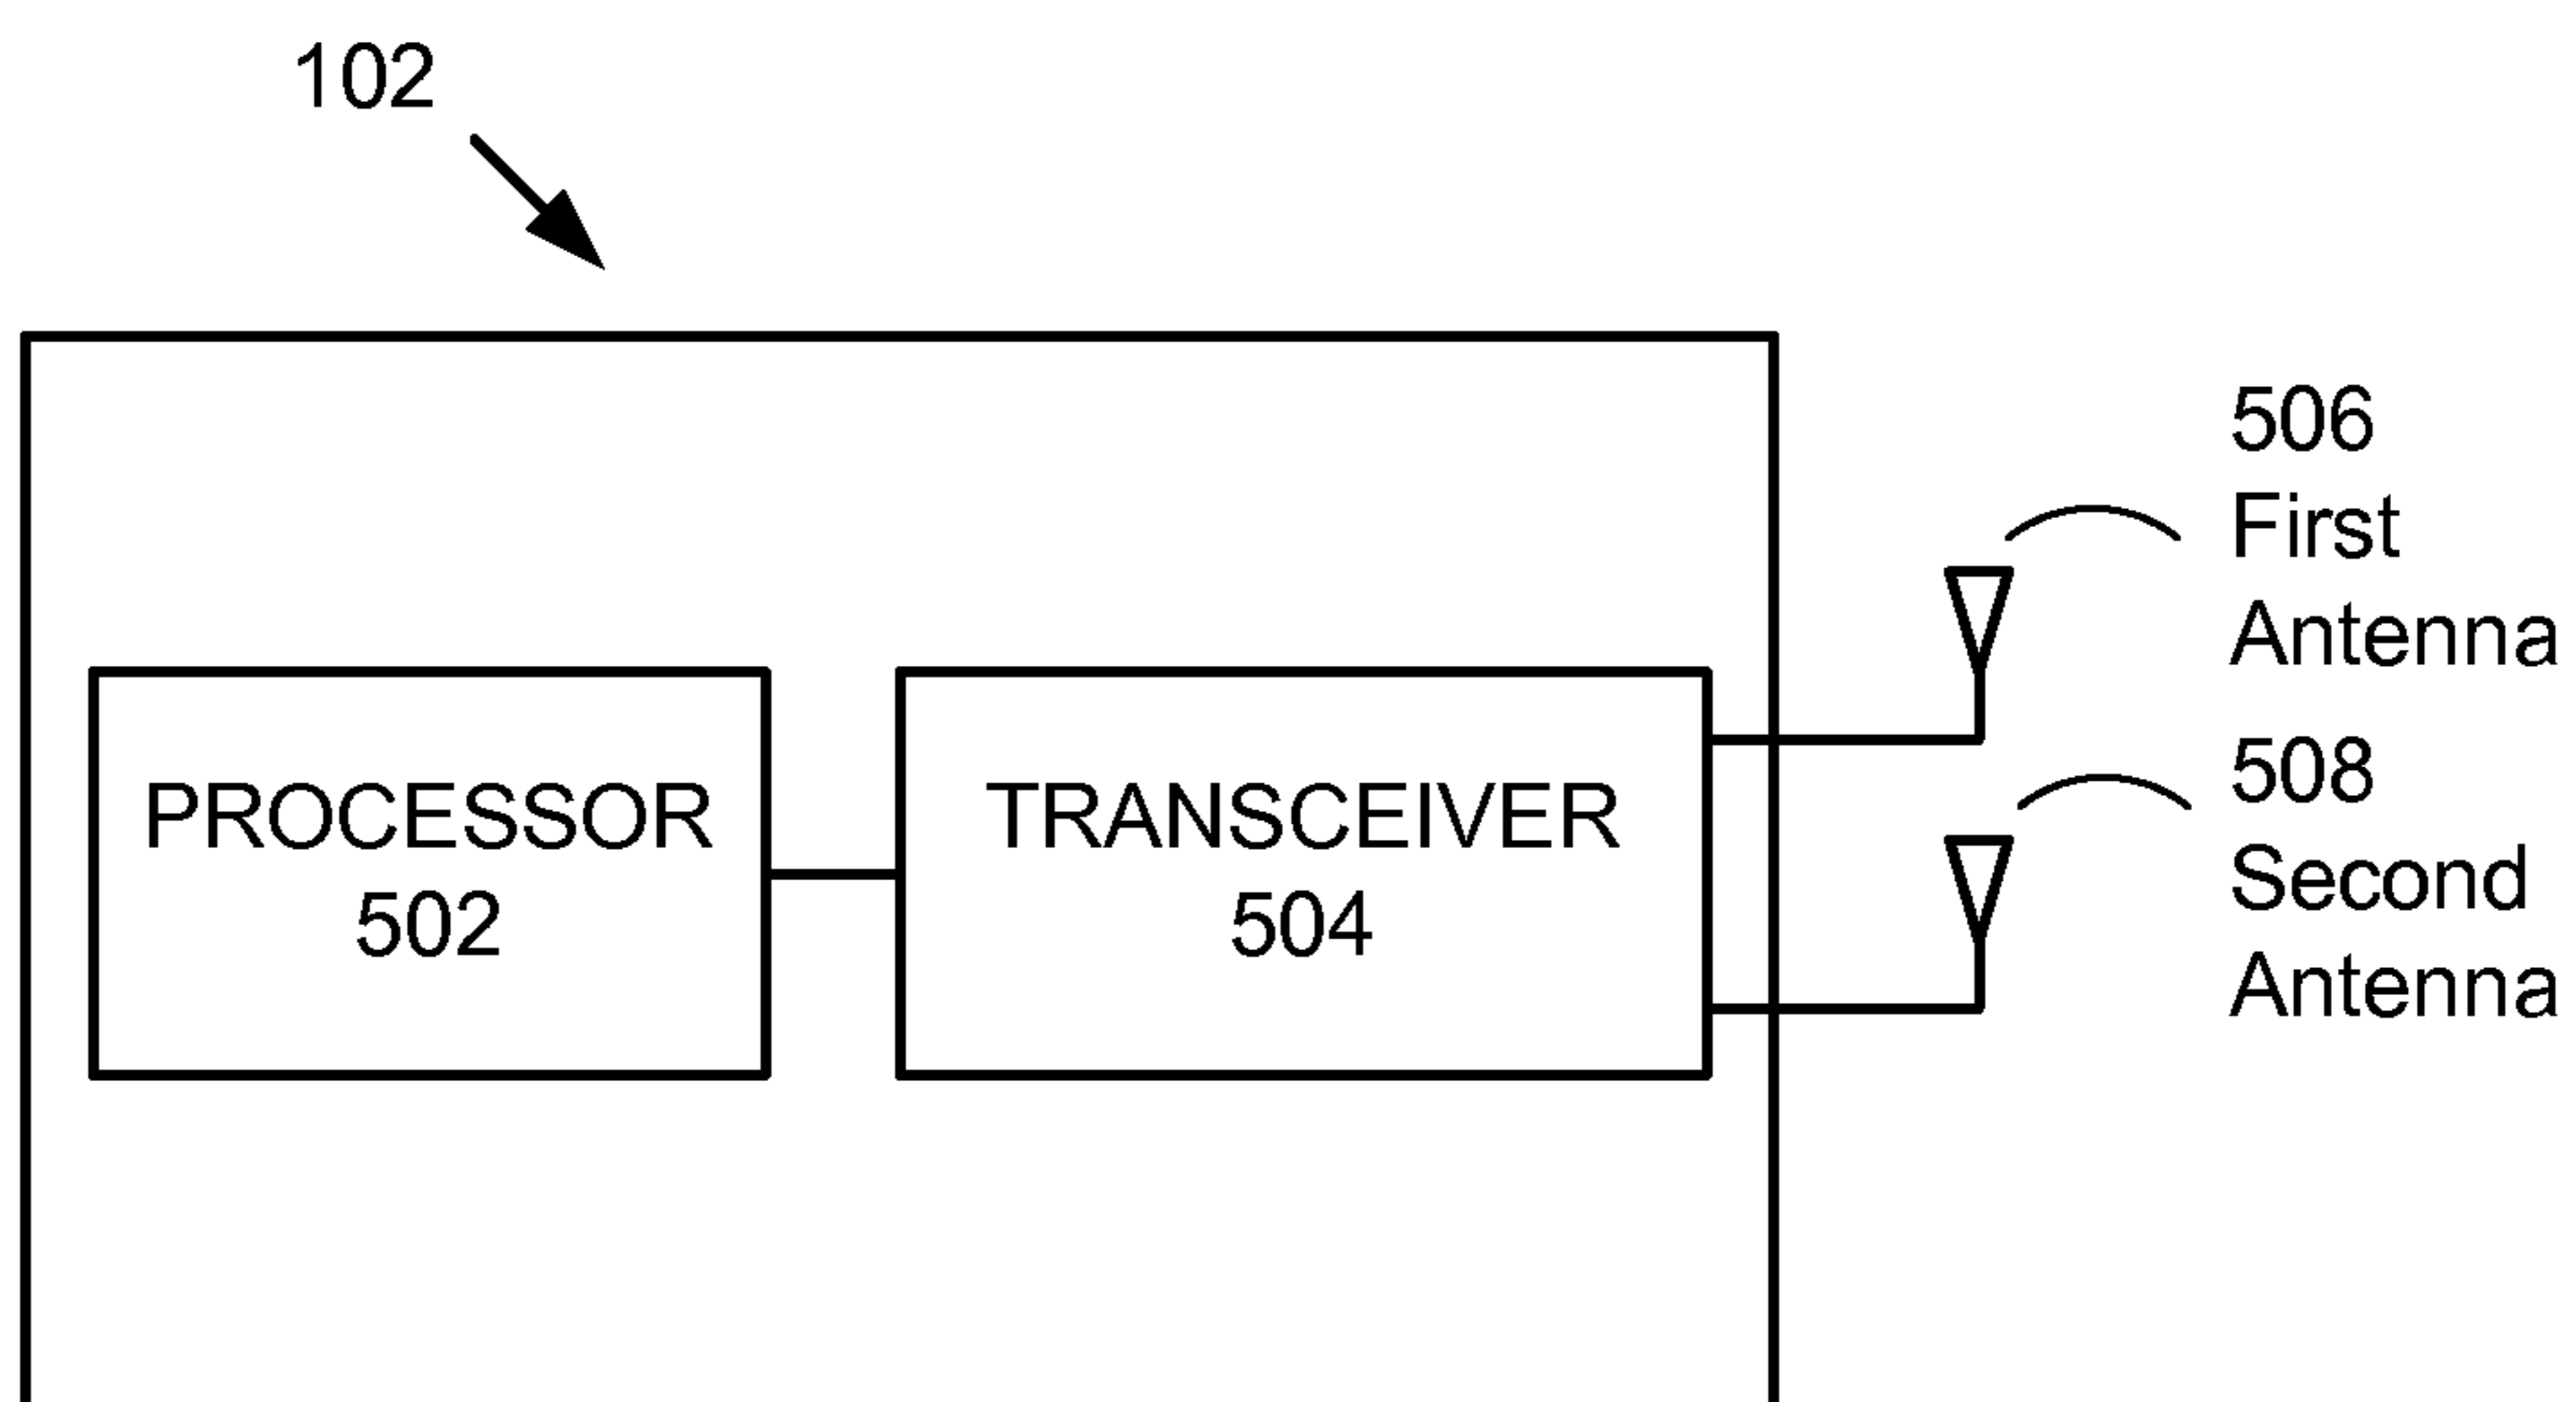 102
506
First
Antenna
PROCESSOR
502
TRANSCEIVER
504
508
Second
Antenna